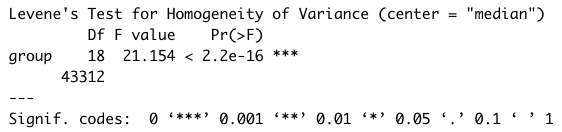 Levene's Test for Homogeneity of Variance (center = "median")
Df F value Pr(>F)
group 18 21.154 < 2.2e-16 ***
43312
---
Signif. codes: 0 ‘***’ 0.001 ‘**’ 0.01 ‘*’ 0.05 ‘.’ 0.1 ‘ ’ 1